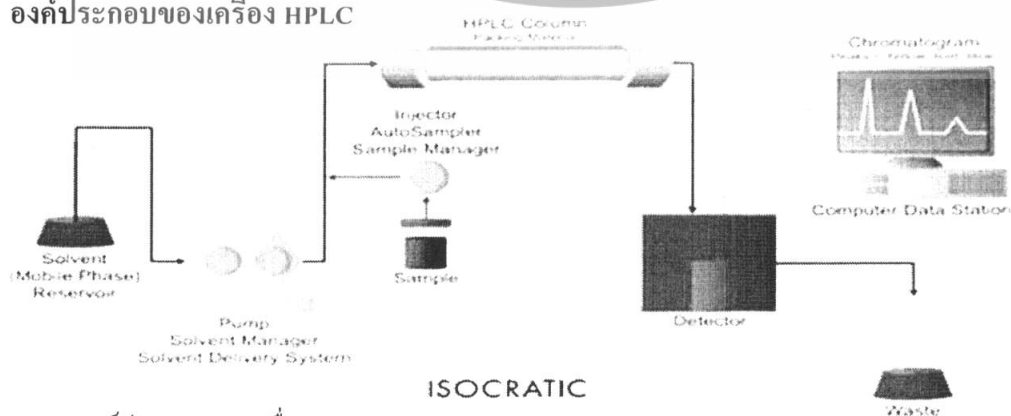 องค์ประกอบของเครื่อง HPLC
HPLC Column
Packing Material
Chromatogram
Injector
AutoSampler
Sample Manager
Computer Data Station
Solvent
(Mobile Phase)
Reservoir
Sample
Detector
Pump
Solvent Manager
Solvent Delivery System
ISOCRATIC
Waste